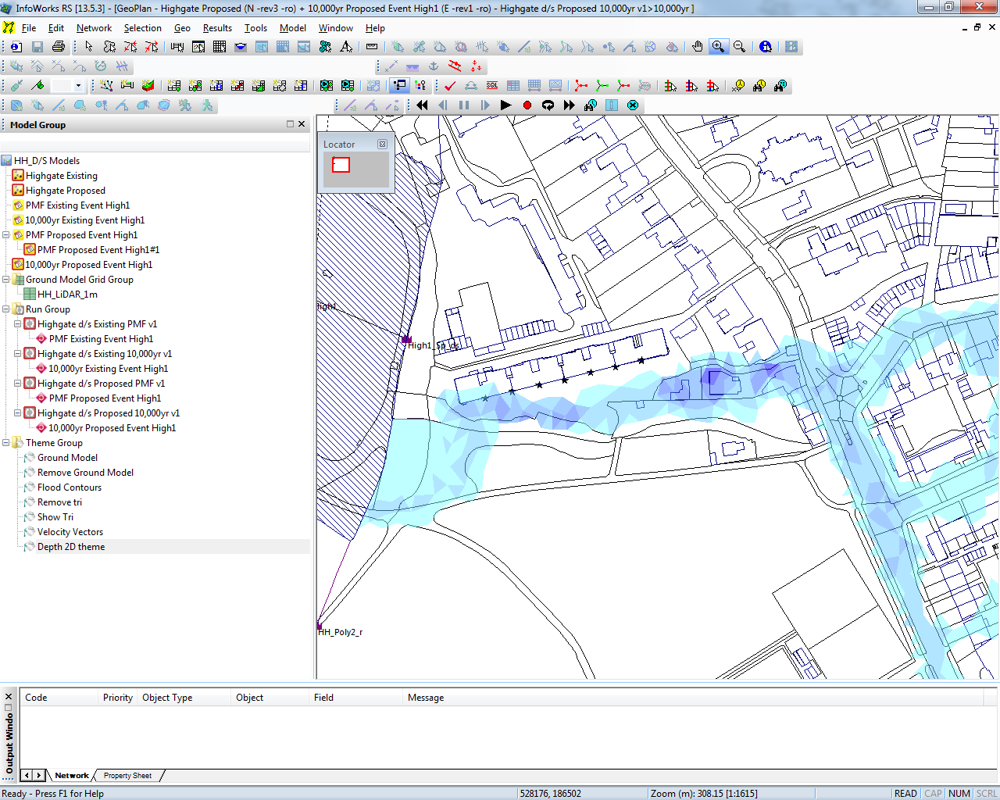 InfoWorks RS [13.5.3] - [GeoPlan - Highgate Proposed (N -rev3 -ro) + 10,000yr Proposed Event High1 (E -rev1 -ro) - Highgate d/s Proposed 10,000yr v1>10,000yr ]
File Edit Network Selection Geo Results Tools Model Window Help
SQL
Model Group
HH_D/S Models
Highgate Existing
Highgate Proposed
PMF Existing Event High1
10,000yr Existing Event High1
PMF Proposed Event High1
PMF Proposed Event High1#1
10,000yr Proposed Event High1
Ground Model Grid Group
HH_LiDAR_1m
Run Group
Highgate d/s Existing PMF v1
PMF Existing Event High1
Highgate d/s Existing 10,000yr v1
10,000yr Existing Event High1
Highgate d/s Proposed PMF v1
PMF Proposed Event High1
Highgate d/s Proposed 10,000yr v1
10,000yr Proposed Event High1
Theme Group
Ground Model
Remove Ground Model
Flood Contours
Remove tri
Show Tri
Velocity Vectors
Depth 2D theme
Locator
High1_Sp_ds
HH_Poly2_r
Output Windo
Code Priority Object Type Object Field Message
Network Property Sheet
Ready - Press F1 for Help 528176, 186502 Zoom (m): 308.15 [1:1615] READ CAP NUM SCRL